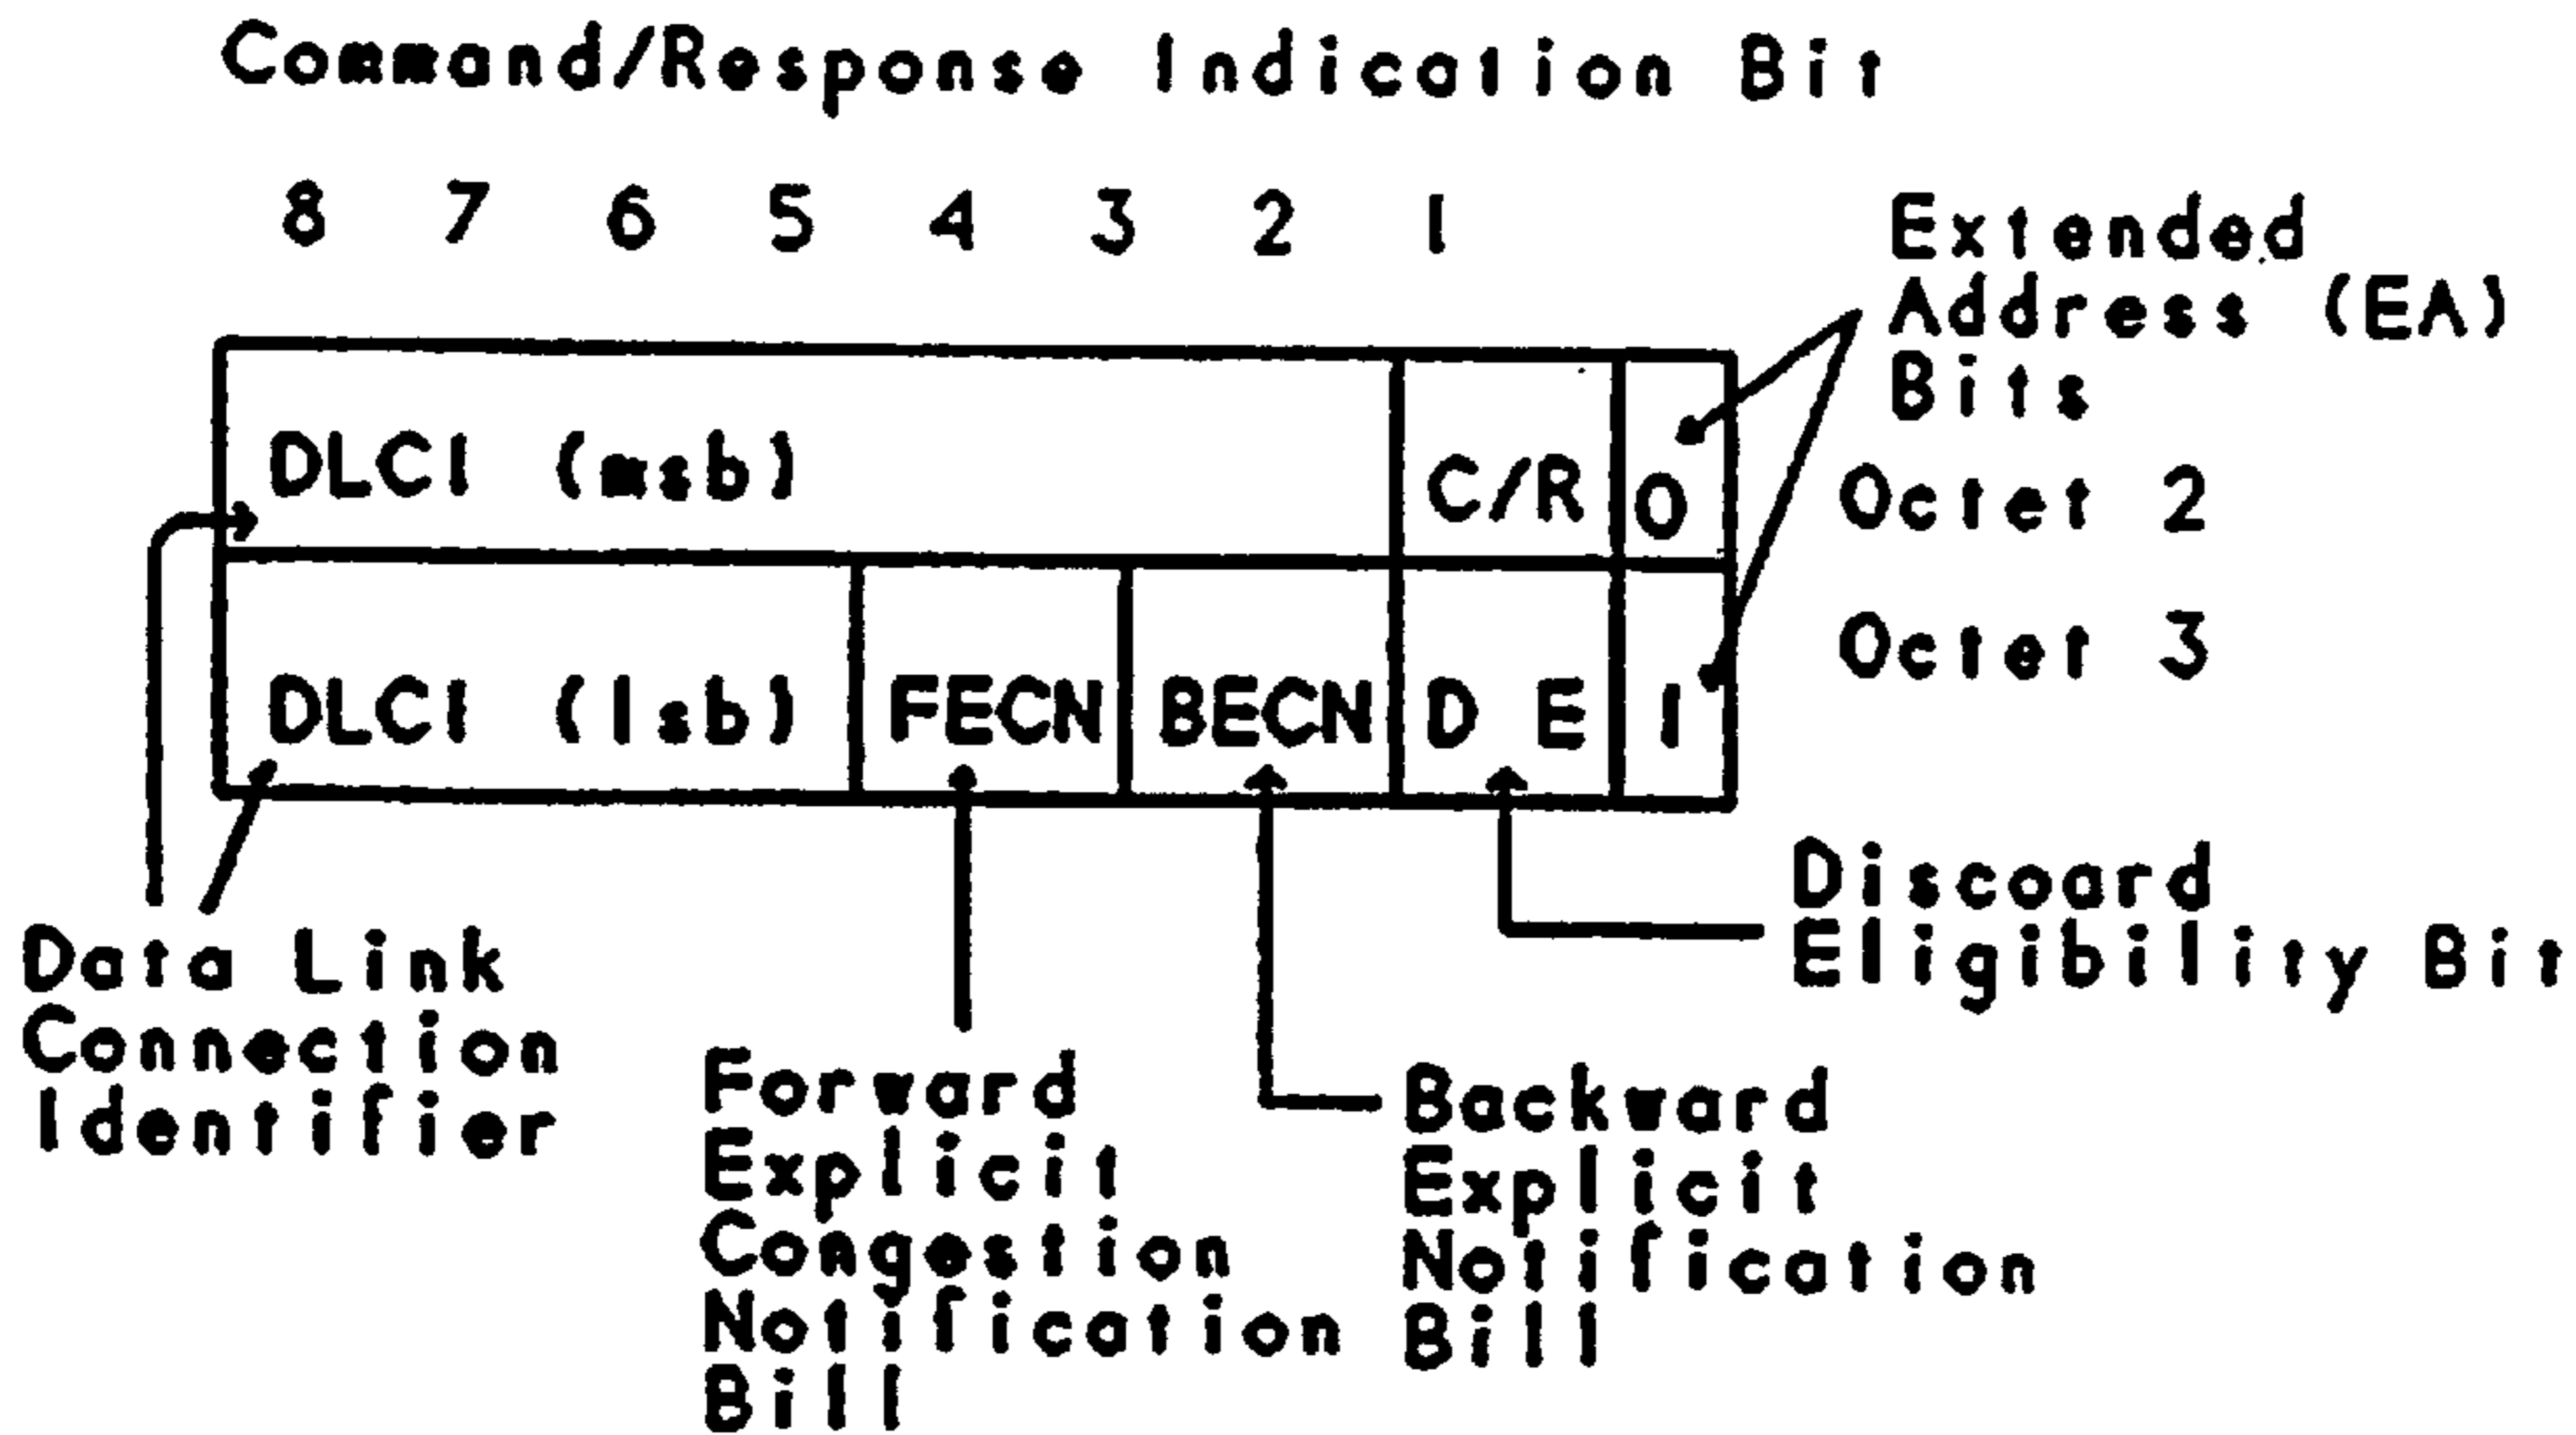 Command/Response Indication Bit
8 7 6 5 4 3 2 1
Extended
Address (EA)
Bits
DLCI (msb) C/R 0
Octet 2
DLCI (lsb) FECN BECN D E 1
Octet 3
Data Link
Connection
Identifier
Forward
Explicit
Congestion
Notification
Bill
Backward
Explicit
Notification
Bill
Discoard
Eligibility Bit